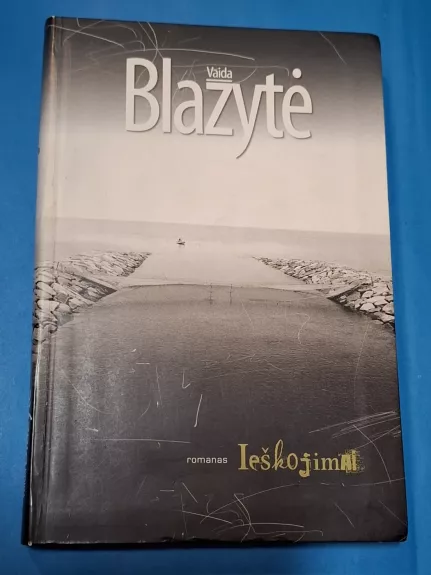 Vaida
Blažytė
romanas Ieškojimai